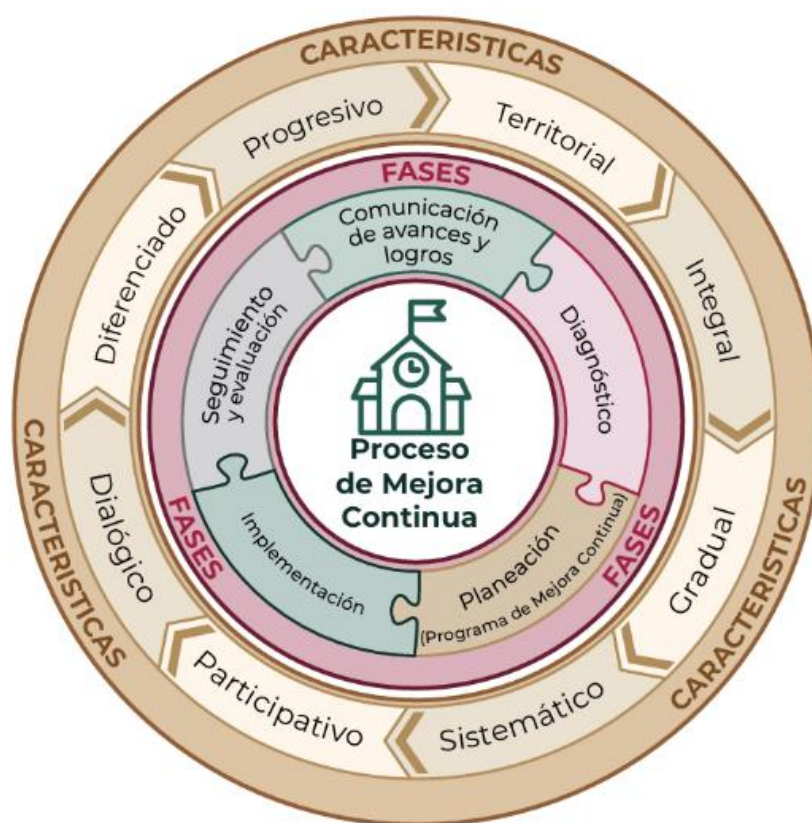 CARACTERISTICAS
Progresivo
Territorial
Integral
Gradual
Sistemático
Participativo
Dialógico
Diferenciado
CARACTERISTICAS
CARACTERISTICAS
FASES
Comunicación
de avances y
logros
Diagnóstico
Planeación
(Programa de Mejora Continua)
Implementación
Seguimiento
y evaluación
FASES
FASES
Proceso
de Mejora
Continua